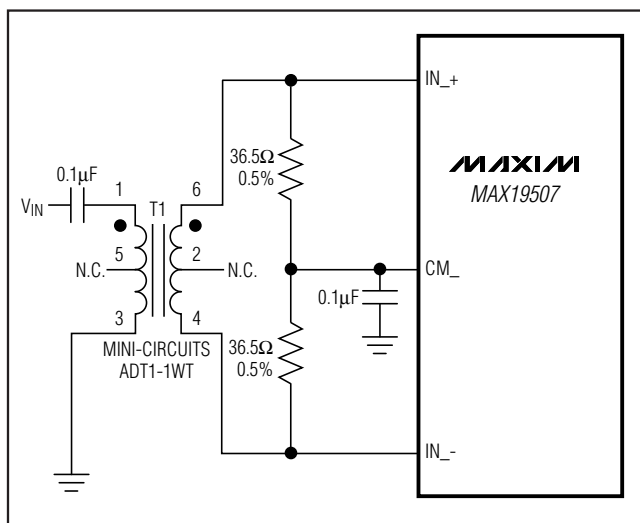 IN_+
36.5Ω
0.5%
MAXIM
MAX19507
0.1μF
VIN
1
T1
6
5
2
N.C.
N.C.
CM_
0.1μF
3
4
MINI-CIRCUITS
ADT1-1WT
36.5Ω
0.5%
IN_-